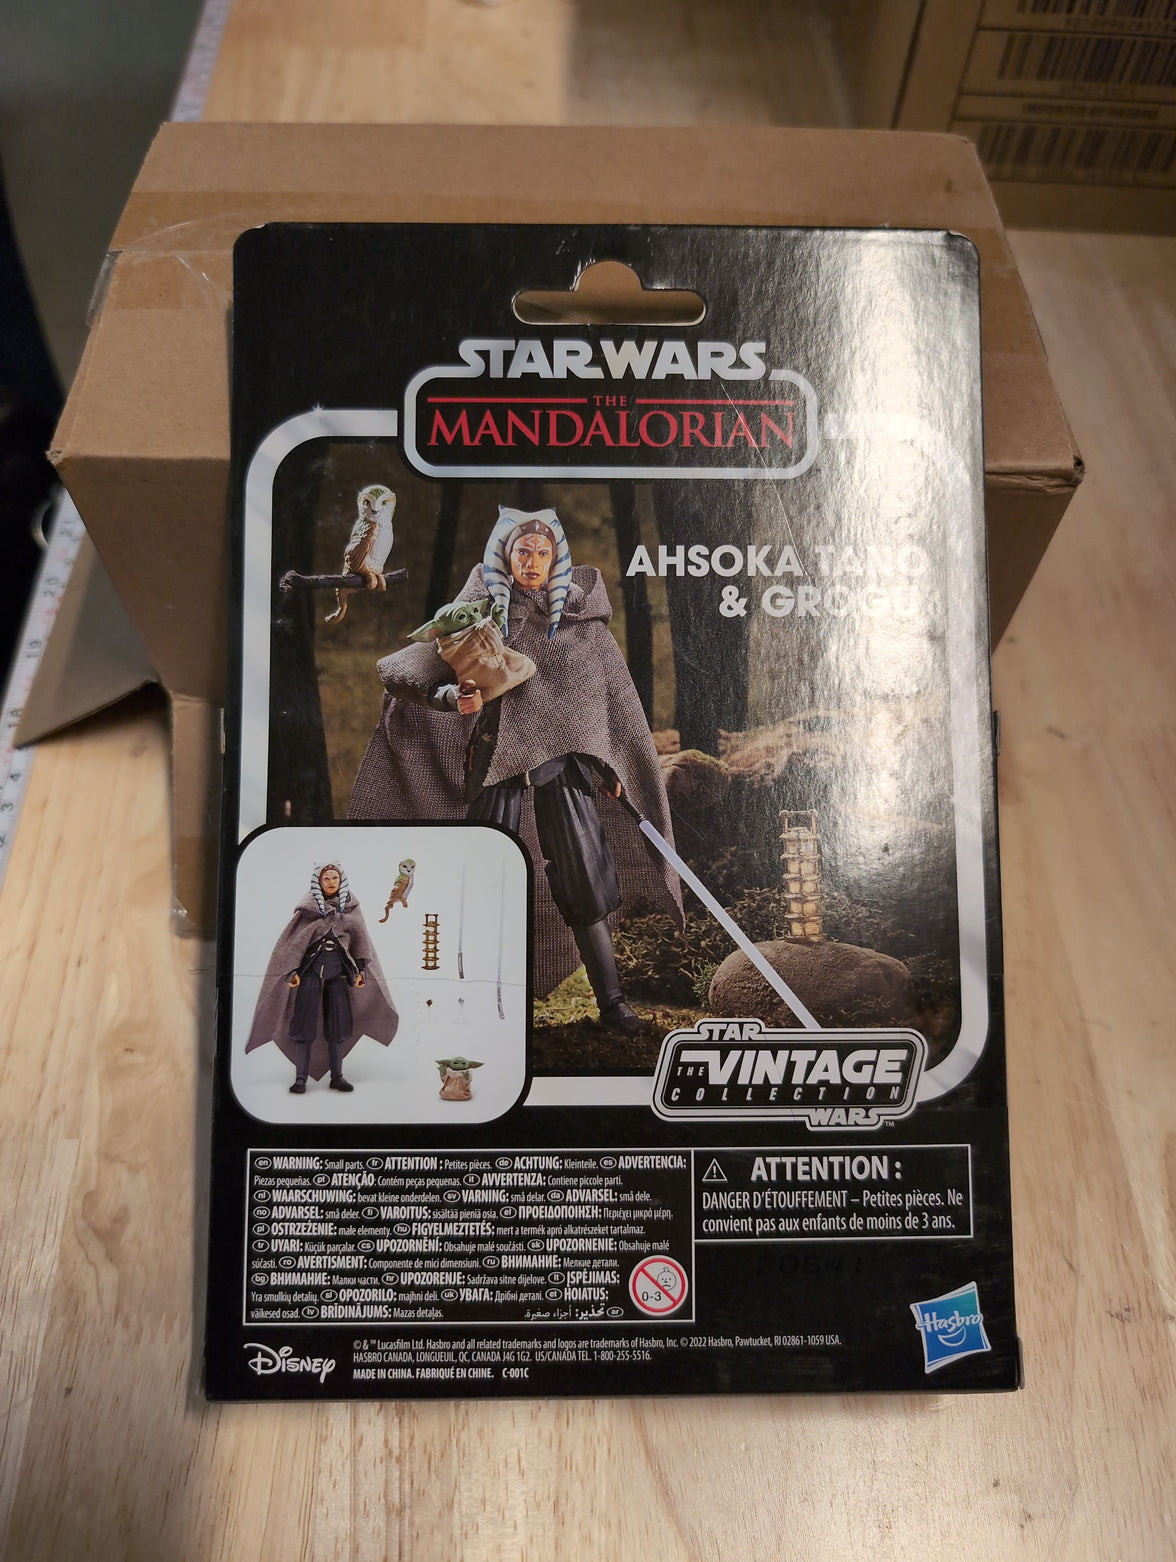 STAR WARS
THE
MANDALORIAN
AHSOKA TANO
& GROGU
STAR
THE VINTAGE
COLLECTION
WARS™
en WARNING: Small parts. fr ATTENTION : Petites pièces. de ACHTUNG: Kleinteile. es ADVERTENCIA:
Piezas pequeñas. pt ATENÇÃO: Contém peças pequenas. it AVVERTENZA: Contiene piccole parti.
nl WAARSCHUWING: bevat kleine onderdelen. sv VARNING: små delar. da ADVARSEL: små dele.
no ADVARSEL: små deler. fi VAROITUS: sisältää pieniä osia. el ΠΡΟΕΙΔΟΠΟΙΗΣΗ: Περιέχει μικρά μέρη.
pl OSTRZEŻENIE: małe elementy. hu FIGYELMEZTETÉS: mert a termék apró alkatrészeket tartalmaz.
tr UYARI: Küçük parçalar. cs UPOZORNĚNÍ: Obsahuje malé součásti. sk UPOZORNENIE: Obsahuje malé
súčasti. ro AVERTISMENT: Componente de mici dimensiuni. ru ВНИМАНИЕ: Мелкие детали.
bg ВНИМАНИЕ: Малки части. hr UPOZORENJE: Sadržava sitne dijelove. lt ĮSPĖJIMAS:
Yra smulkių detalių. sl OPOZORILO: majhni deli. uk УВАГА: Дрібні деталі. et HOIATUS:
väikesed osad. lv BRĪDINĀJUMS: Mazas detaļas. ar تحذير: أجزاء صغيرة.
0-3
ATTENTION :
DANGER D'ÉTOUFFEMENT – Petites pièces. Ne
convient pas aux enfants de moins de 3 ans.
Hasbro
Disney
© & ™ Lucasfilm Ltd. Hasbro and all related trademarks and logos are trademarks of Hasbro, Inc. © 2022 Hasbro, Pawtucket, RI 02861-1059 USA.
HASBRO CANADA, LONGUEUIL, QC, CANADA J4G 1G2. US/CANADA TEL. 1-800-255-5516.
MADE IN CHINA. FABRIQUÉ EN CHINE. C-001C